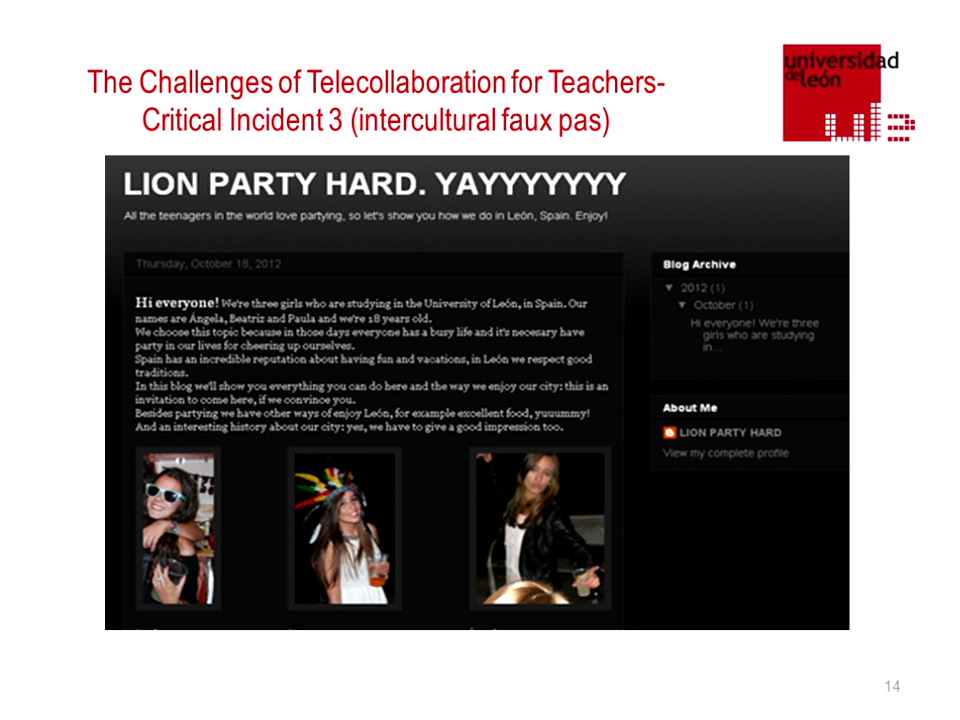 The Challenges of Telecollaboration for Teachers-
Critical Incident 3 (intercultural faux pas)
universidad
de león
LION PARTY HARD. YAYYYYYYY
All the teenagers in the world love partying, so let's show you how we do in León, Spain. Enjoy!
Thursday, October 18, 2012
Hi everyone! We're three girls who are studying in the University of León, in Spain. Our
names are Ángela, Beatriz and Paula and we're 18 years old.
We choose this topic because in those days everyone has a busy life and it's necesary have
party in our lives for cheering up ourselves.
Spain has an incredible reputation about having fun and vacations, in León we respect good
traditions.
In this blog we'll show you everything you can do here and the way we enjoy our city: this is an
invitation to come here, if we convince you.
Besides partying we have other ways of enjoy León, for example excellent food, yuuummy!
And an interesting history about our city: yes, we have to give a good impression too.
Blog Archive
▼ 2012 (1)
▼ October (1)
Hi everyone! We're three
girls who are studying
in...
About Me
LION PARTY HARD
View my complete profile
14